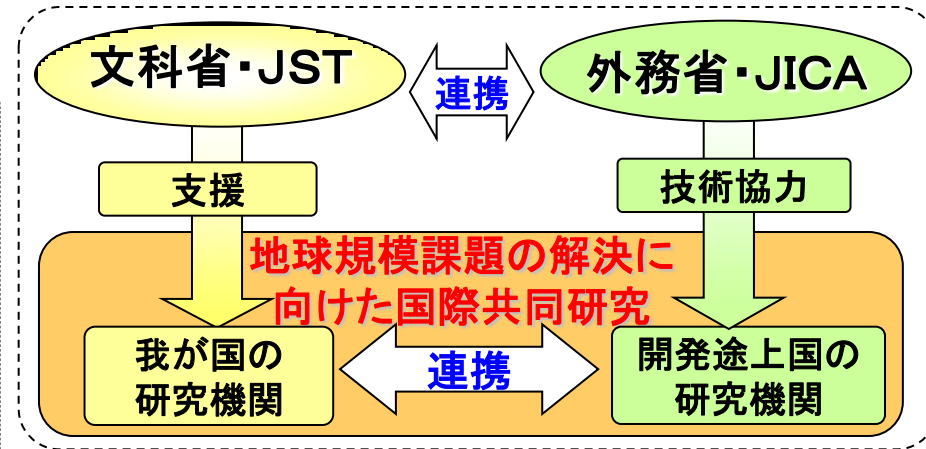 文科省・JST
連携
外務省・JICA
支援
技術協力
地球規模課題の解決に
向けた国際共同研究
我が国の
研究機関
連携
開発途上国の
研究機関